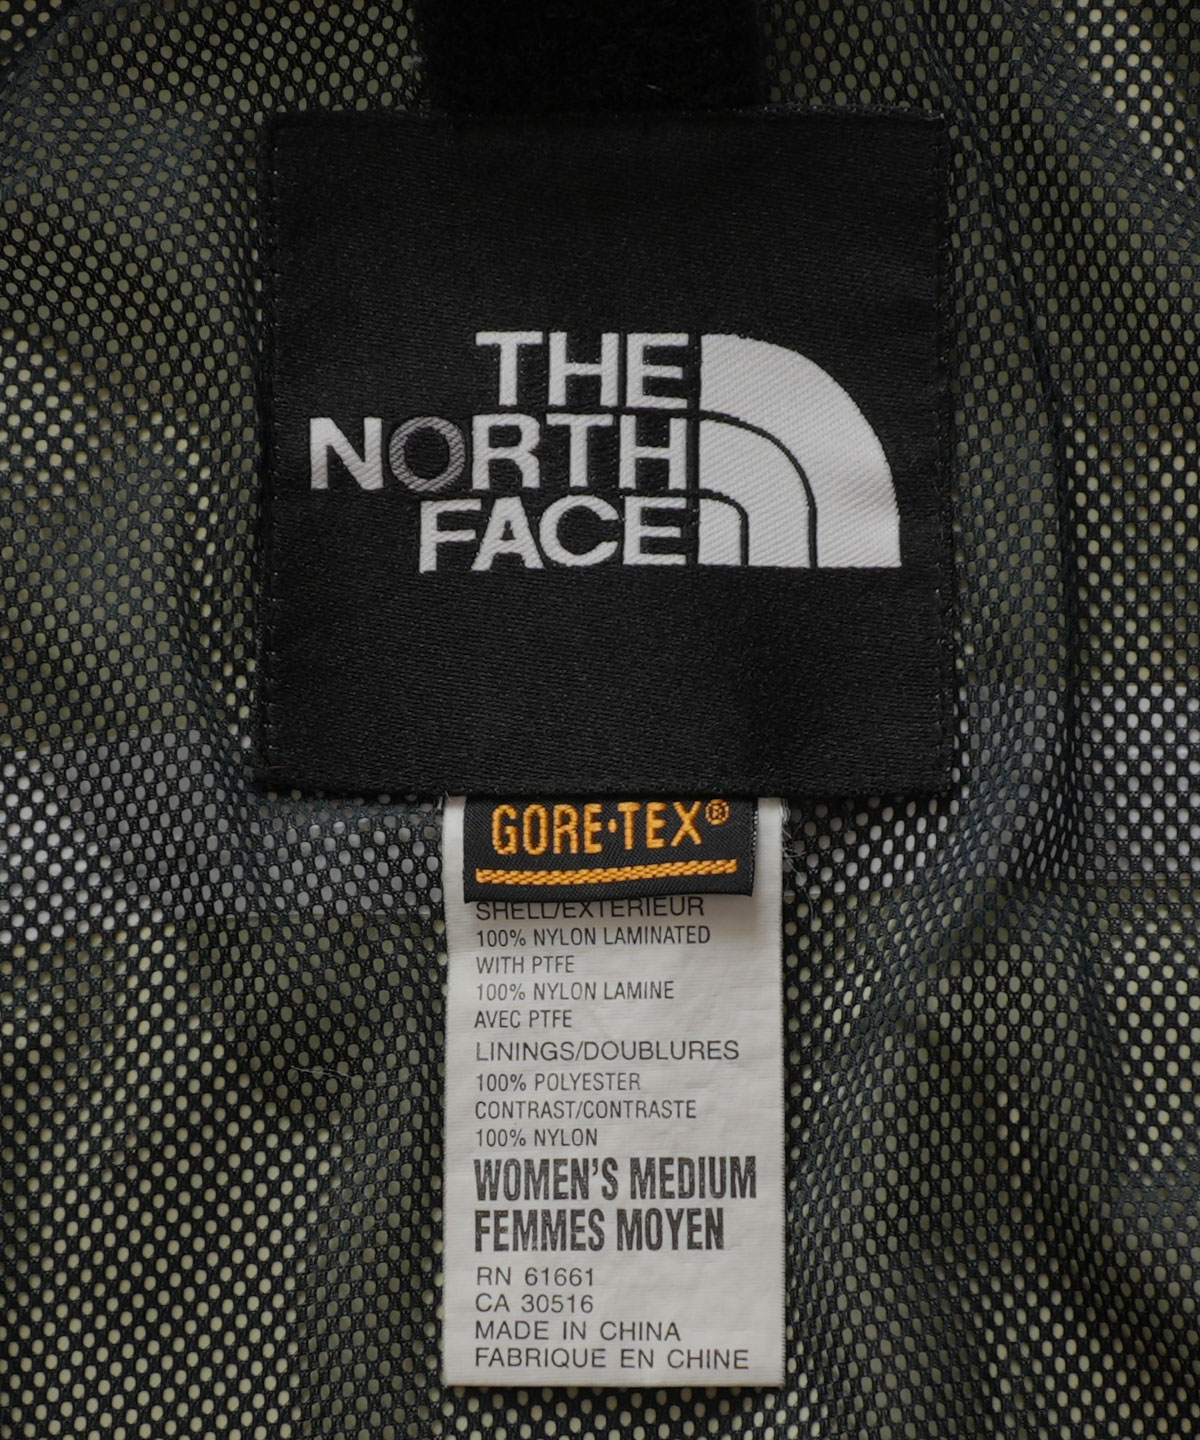 THE
NORTH
FACE
GORE-TEX®
SHELL/EXTERIEUR
100% NYLON LAMINATED
WITH PTFE
100% NYLON LAMINE
AVEC PTFE
LININGS/DOUBLURES
100% POLYESTER
CONTRAST/CONTRASTE
100% NYLON
WOMEN'S MEDIUM
FEMMES MOYEN
RN 61661
CA 30516
MADE IN CHINA
FABRIQUE EN CHINE